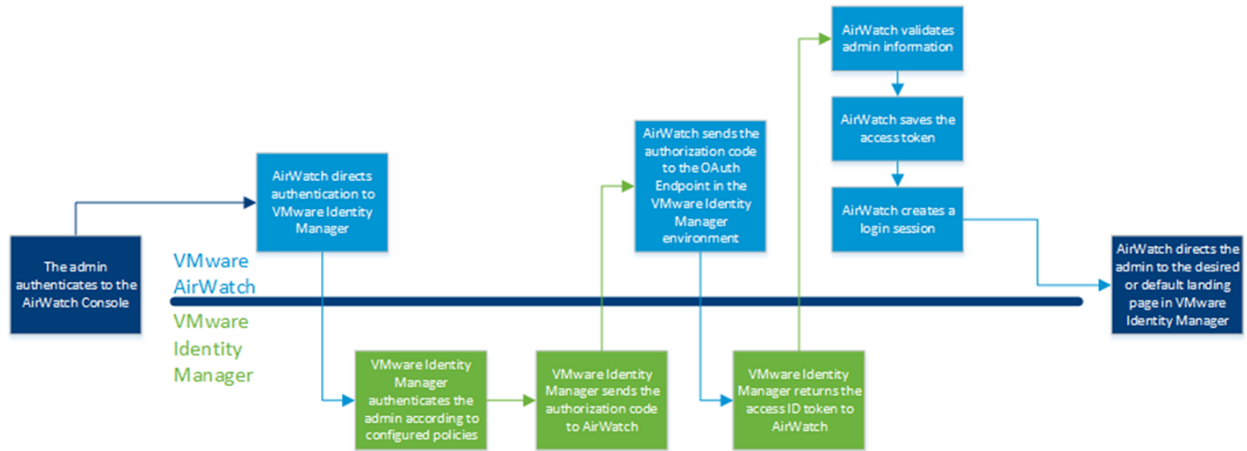 The admin
authenticates to the
AirWatch Console
VMware
AirWatch
VMware
Identity
Manager
AirWatch directs
authentication to
VMware Identity
Manager
VMware Identity
Manager
authenticates the
admin according to
configured policies
VMware Identity
Manager sends the
authorization code
to AirWatch
AirWatch sends the
authorization code
to the OAuth
Endpoint in the
VMware Identity
Manager
environment
VMware Identity
Manager returns the
access ID token to
AirWatch
AirWatch validates
admin information
AirWatch saves the
access token
AirWatch creates a
login session
AirWatch directs the
admin to the desired
or default landing
page in VMware
Identity Manager